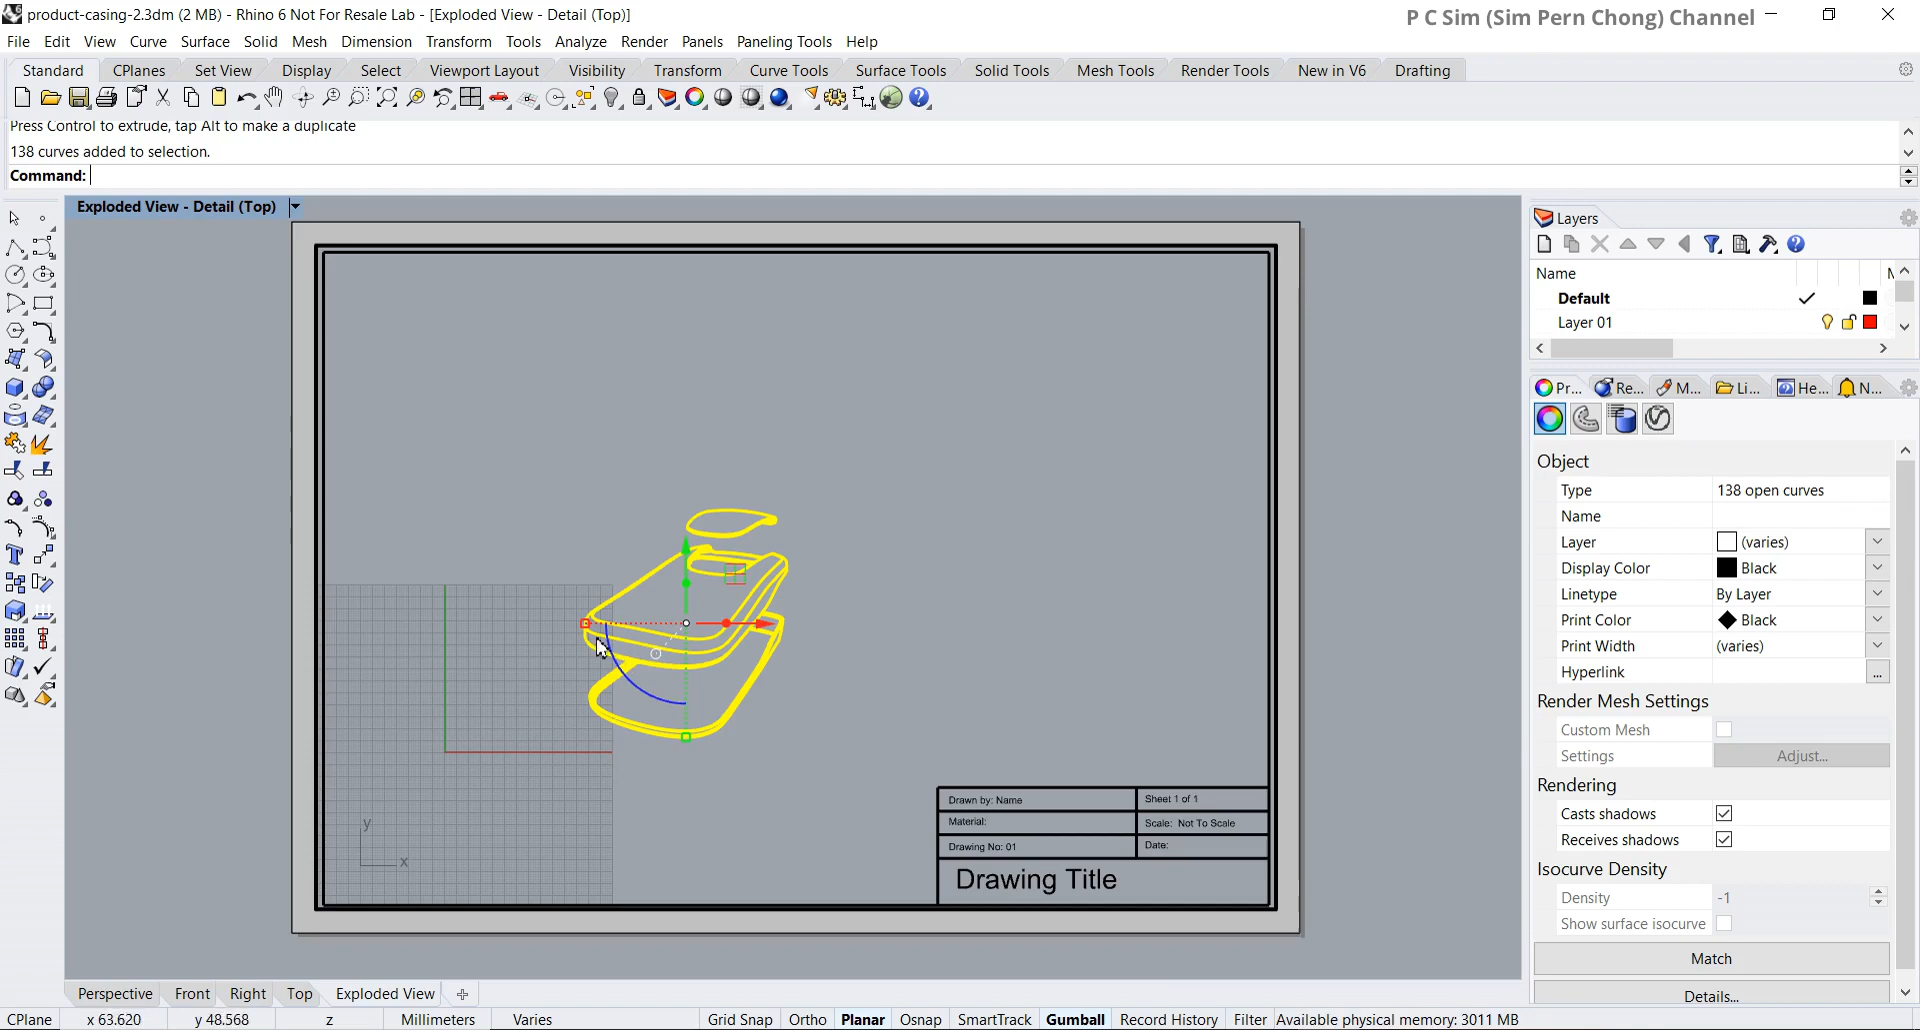 product-casing-2.3dm (2 MB) - Rhino 6 Not For Resale Lab - [Exploded View - Detail (Top)]
P C Sim (Sim Pern Chong) Channel
File Edit View Curve Surface Solid Mesh Dimension Transform Tools Analyze Render Panels Paneling Tools Help
Standard CPlanes Set View Display Select Viewport Layout Visibility Transform Curve Tools Surface Tools Solid Tools Mesh Tools Render Tools New in V6 Drafting
Press Control to extrude, tap Alt to make a duplicate
138 curves added to selection.
Command:
Exploded View - Detail (Top)
Layers
Name
Default
Layer 01
Pr... Re... M... Li... He... N...
Object
Type 138 open curves
Name
Layer (varies)
Display Color Black
Linetype By Layer
Print Color Black
Print Width (varies)
Hyperlink ...
Render Mesh Settings
Custom Mesh
Settings Adjust...
Rendering
Casts shadows
Receives shadows
Isocurve Density
Density -1
Show surface isocurve
Match
Details...
y
x
Drawn by: Name Sheet 1 of 1
Material: Scale: Not To Scale
Drawing No: 01 Date:
Drawing Title
Perspective Front Right Top Exploded View
CPlane x 63.620 y 48.568 z Millimeters Varies Grid Snap Ortho Planar Osnap SmartTrack Gumball Record History Filter Available physical memory: 3011 MB